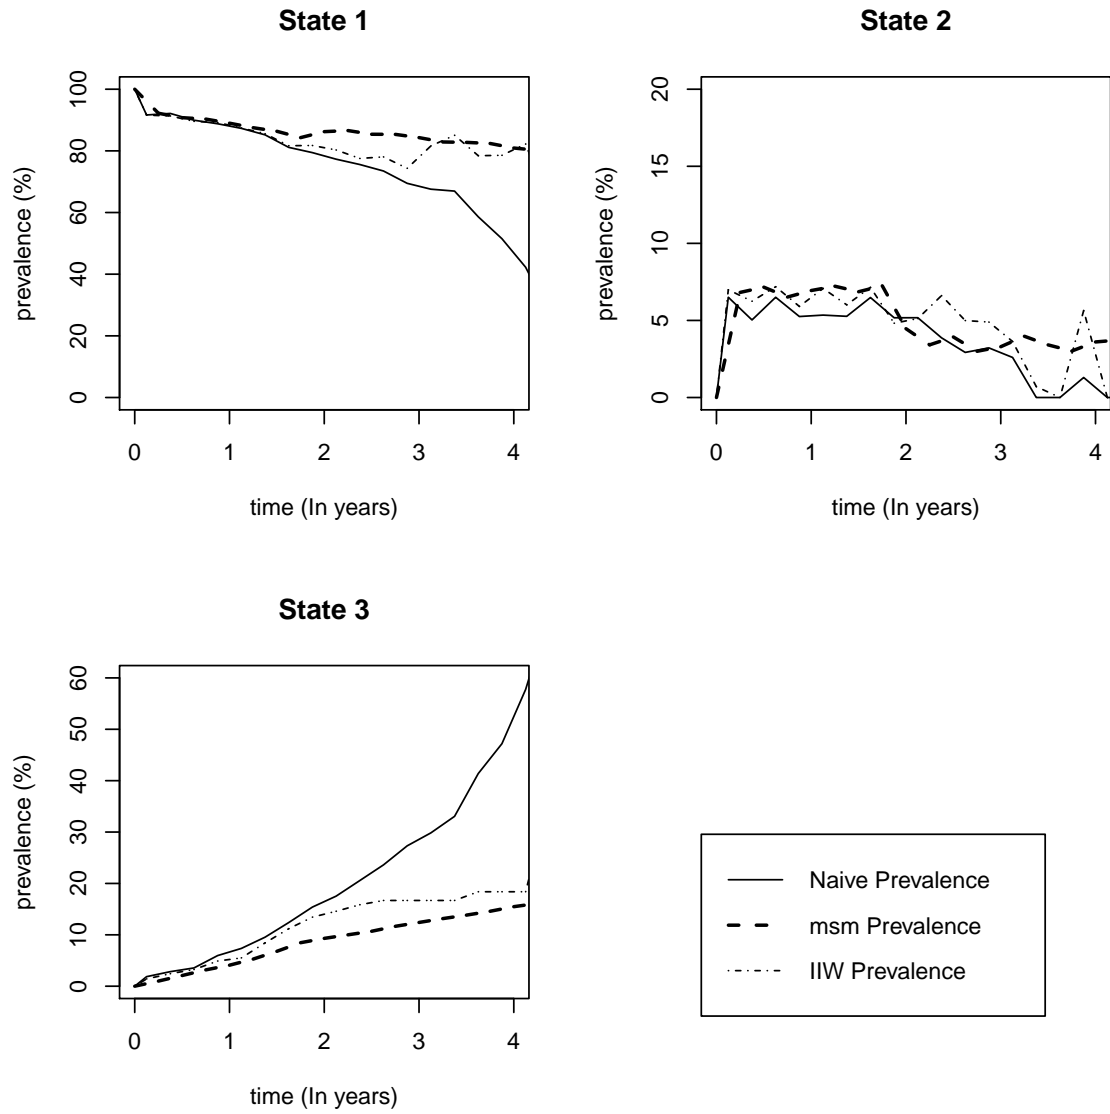 State 1
prevalence (%)
100
80
60
40
20
0
0 1 2 3 4
time (In years)
State 2
prevalence (%)
20
15
10
5
0
0 1 2 3 4
time (In years)
State 3
prevalence (%)
60
50
40
30
20
10
0
0 1 2 3 4
time (In years)
Naive Prevalence
msm Prevalence
IIW Prevalence